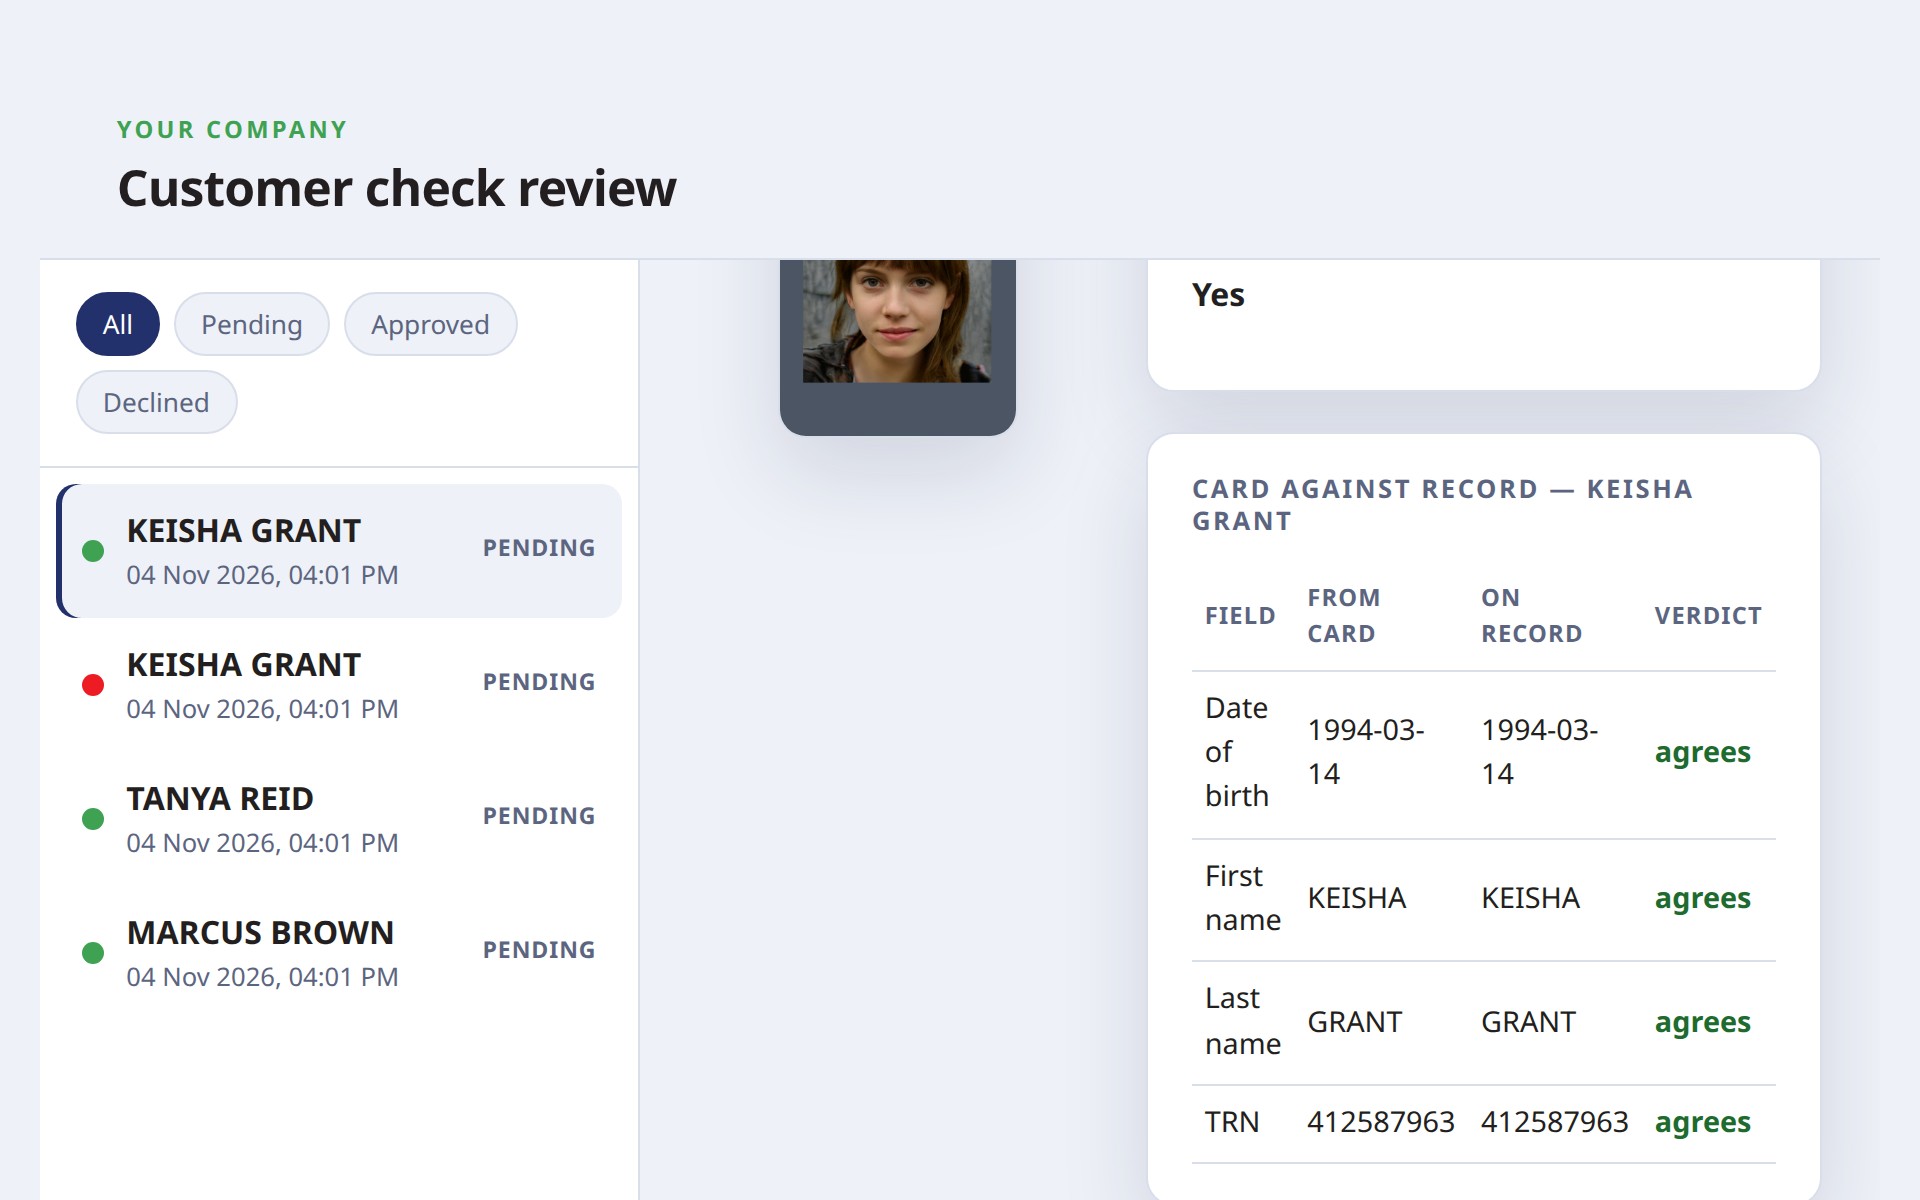 YOUR COMPANY
Customer check review
All
Pending
Approved
Declined
KEISHA GRANT
04 Nov 2026, 04:01 PM
PENDING
KEISHA GRANT
04 Nov 2026, 04:01 PM
PENDING
TANYA REID
04 Nov 2026, 04:01 PM
PENDING
MARCUS BROWN
04 Nov 2026, 04:01 PM
PENDING
Yes
CARD AGAINST RECORD — KEISHA
GRANT
FIELD
FROM
CARD
ON
RECORD
VERDICT
Date
of
birth
1994-03-
14
1994-03-
14
agrees
First
name
KEISHA
KEISHA
agrees
Last
name
GRANT
GRANT
agrees
TRN
412587963
412587963
agrees